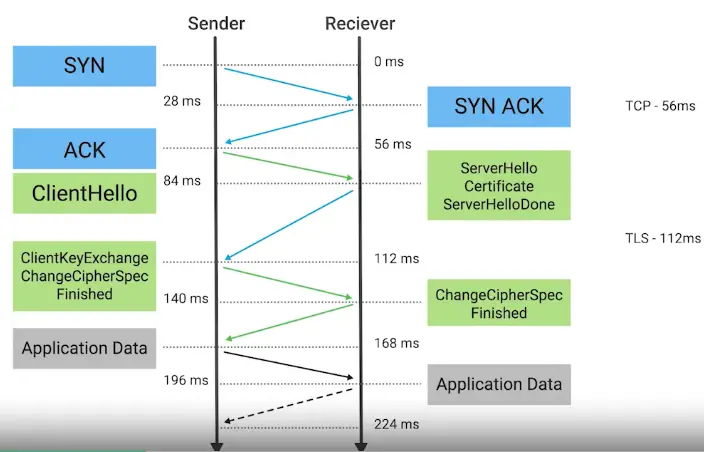 Sender
Reciever
SYN
0 ms
28 ms
SYN ACK
TCP - 56ms
ACK
56 ms
ClientHello
84 ms
ServerHello
Certificate
ServerHelloDone
TLS - 112ms
ClientKeyExchange
ChangeCipherSpec
Finished
112 ms
140 ms
ChangeCipherSpec
Finished
Application Data
168 ms
196 ms
Application Data
224 ms